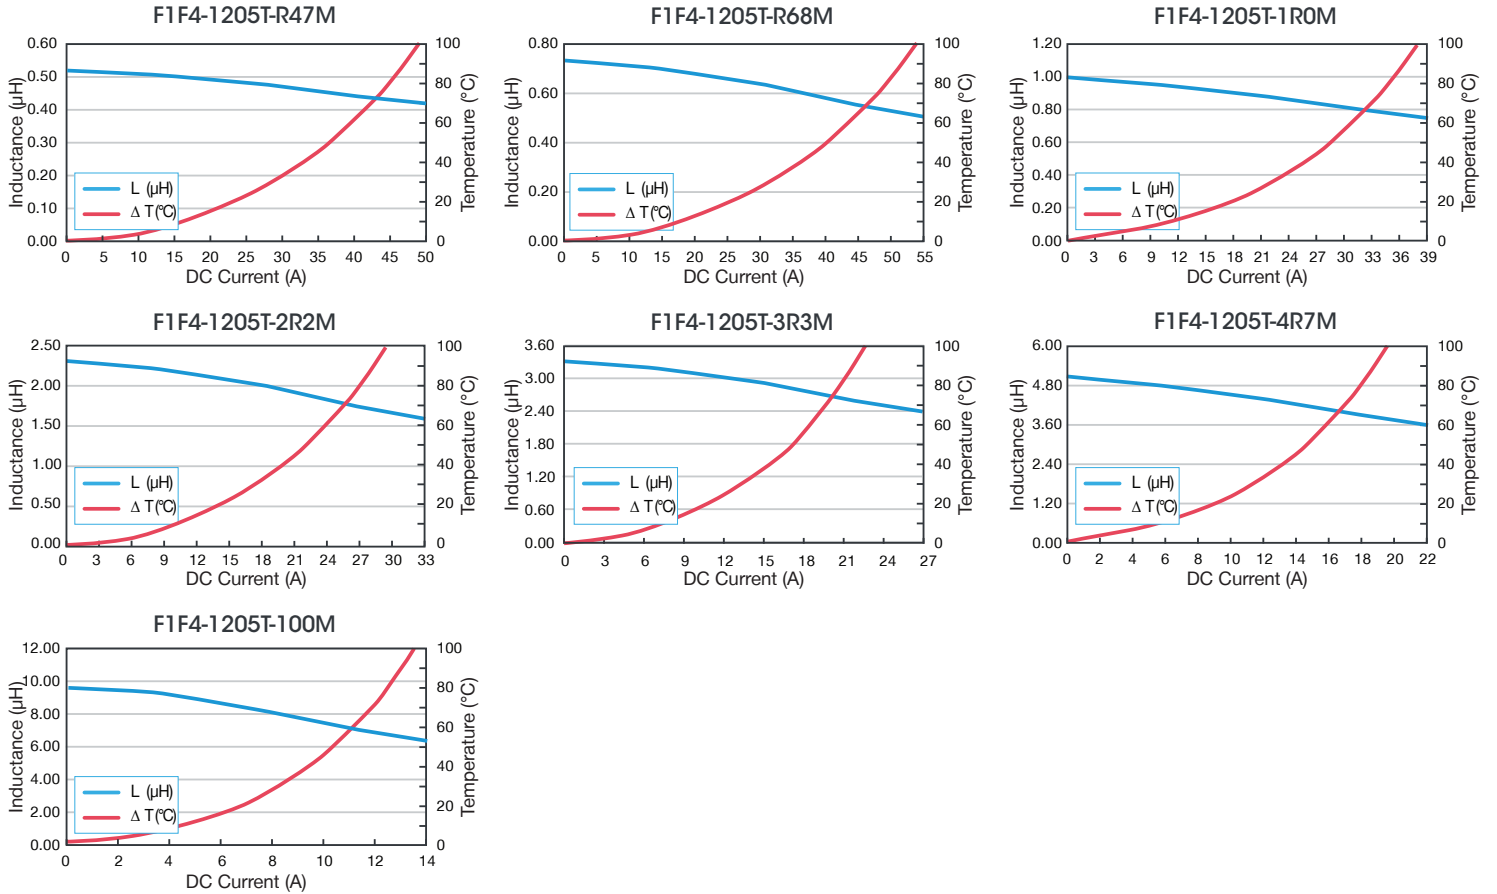 F1F4-1205T-R47M
Inductance (μH)
0.60
0.50
0.40
0.30
0.20
0.10
0.00
L (μH)
Δ T(°C)
100
80
60
40
20
0
Temperature (°C)
0 5 10 15 20 25 30 35 40 45 50
DC Current (A)
F1F4-1205T-R68M
Inductance (μH)
0.80
0.60
0.40
0.20
0.00
L (μH)
Δ T(°C)
100
80
60
40
20
0
Temperature (°C)
0 5 10 15 20 25 30 35 40 45 50 55
DC Current (A)
F1F4-1205T-1R0M
Inductance (μH)
1.20
1.00
0.80
0.60
0.40
0.20
0.00
L (μH)
Δ T(°C)
100
80
60
40
20
0
Temperature (°C)
0 3 6 9 12 15 18 21 24 27 30 33 36 39
DC Current (A)
F1F4-1205T-2R2M
Inductance (μH)
2.50
2.00
1.50
1.00
0.50
0.00
L (μH)
Δ T(°C)
100
80
60
40
20
0
Temperature (°C)
0 3 6 9 12 15 18 21 24 27 30 33
DC Current (A)
F1F4-1205T-3R3M
Inductance (μH)
3.60
3.00
2.40
1.80
1.20
0.60
0.00
L (μH)
Δ T(°C)
100
80
60
40
20
0
Temperature (°C)
0 3 6 9 12 15 18 21 24 27
DC Current (A)
F1F4-1205T-4R7M
Inductance (μH)
6.00
4.80
3.60
2.40
1.20
0.00
L (μH)
Δ T(°C)
100
80
60
40
20
0
Temperature (°C)
0 2 4 6 8 10 12 14 16 18 20 22
DC Current (A)
F1F4-1205T-100M
Inductance (μH)
12.00
10.00
8.00
6.00
4.00
2.00
0.00
L (μH)
Δ T(°C)
100
80
60
40
20
0
Temperature (°C)
0 2 4 6 8 10 12 14
DC Current (A)